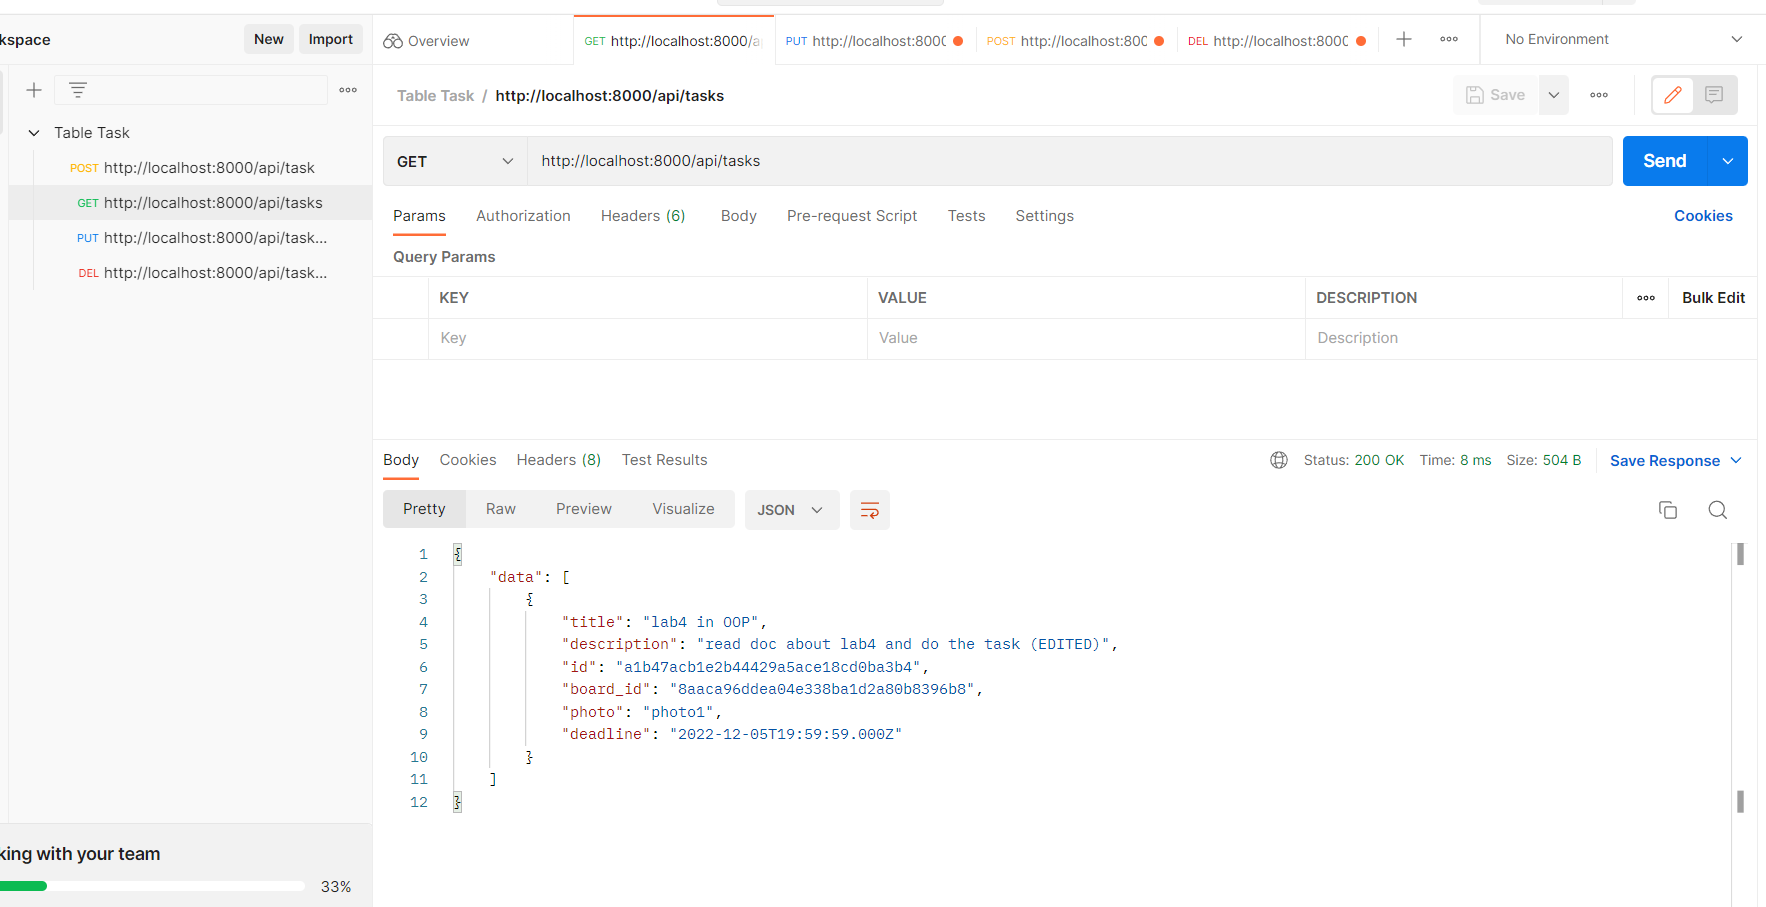 kspace
New
Import
Overview
GET http://localhost:8000/a
PUT http://localhost:8000
POST http://localhost:800
DEL http://localhost:8000
No Environment
Table Task / http://localhost:8000/api/tasks
Save
Table Task
POST http://localhost:8000/api/task
GET http://localhost:8000/api/tasks
PUT http://localhost:8000/api/task...
DEL http://localhost:8000/api/task...
GET
http://localhost:8000/api/tasks
Send
Params
Authorization
Headers (6)
Body
Pre-request Script
Tests
Settings
Cookies
Query Params
KEY
VALUE
DESCRIPTION
Bulk Edit
Key
Value
Description
Body
Cookies
Headers (8)
Test Results
Status: 200 OK
Time: 8 ms
Size: 504 B
Save Response
Pretty
Raw
Preview
Visualize
JSON
1 {
2 "data": [
3 {
4 "title": "lab4 in OOP",
5 "description": "read doc about lab4 and do the task (EDITED)",
6 "id": "a1b47acb1e2b44429a5ace18cd0ba3b4",
7 "board_id": "8aaca96ddea04e338ba1d2a80b8396b8",
8 "photo": "photo1",
9 "deadline": "2022-12-05T19:59:59.000Z"
10 }
11 ]
12 }
king with your team
33%